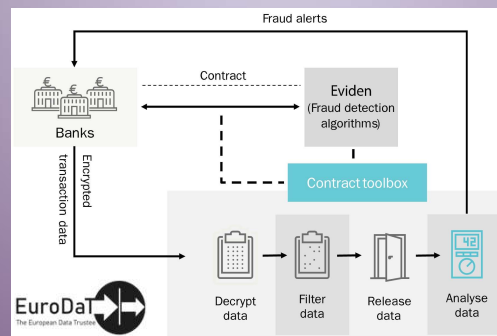 Fraud alerts
Contract
€ € €
Banks
Eviden
(Fraud detection
algorithms)
Encrypted
transaction data
Contract toolbox
42
Decrypt
data
Filter
data
Release
data
Analyse
data
EuroDaT
The European Data Trustee